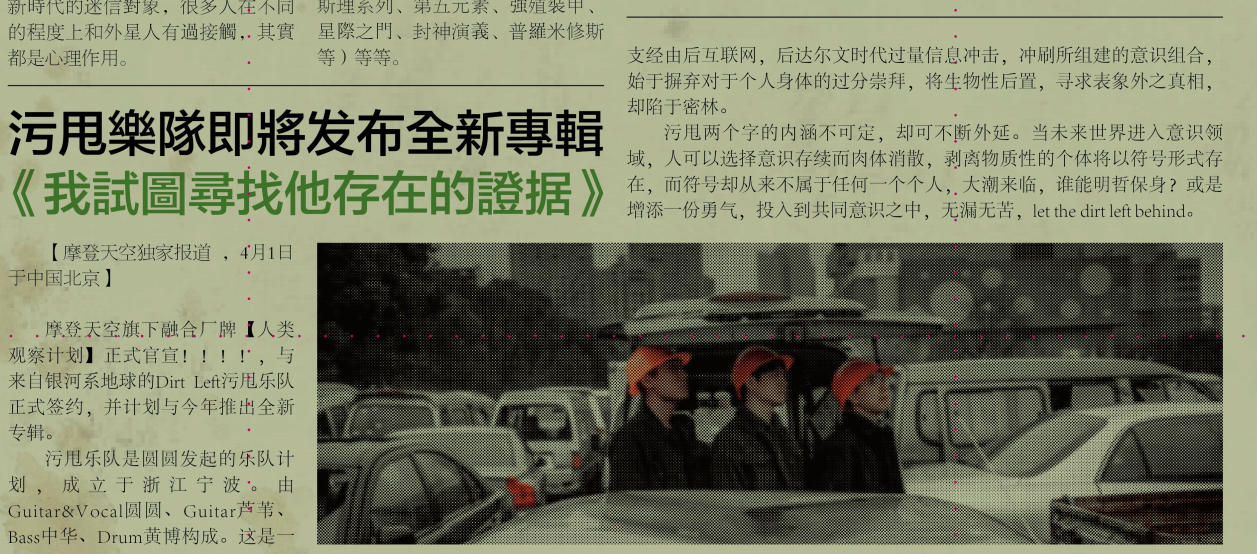 新時代的迷信對象，很多人在不同
的程度上和外星人有過接觸，其實
都是心理作用。
斯理系列、第五元素、強殖裝甲、
星際之門、封神演義、普羅米修斯
等）等等。
污甩樂隊即將发布全新專輯
《我試圖尋找他存在的證据》
【摩登天空独家报道 ，4月1日
于中国北京】
摩登天空旗下融合厂牌【人类
观察计划】正式官宣！！！！，与
来自银河系地球的Dirt Left污甩乐队
正式签约，并计划与今年推出全新
专辑。
污甩乐队是圆圆发起的乐队计
划，成立于浙江宁波。由
Guitar&Vocal圆圆、Guitar芦苇、
Bass中华、Drum黄博构成。这是一
支经由后互联网，后达尔文时代过量信息冲击，冲刷所组建的意识组合，
始于摒弃对于个人身体的过分崇拜，将生物性后置，寻求表象外之真相，
却陷于密林。
污甩两个字的内涵不可定，却可不断外延。当未来世界进入意识领
域，人可以选择意识存续而肉体消散，剥离物质性的个体将以符号形式存
在，而符号却从来不属于任何一个个人，大潮来临，谁能明哲保身？或是
增添一份勇气，投入到共同意识之中，无漏无苦，let the dirt left behind。